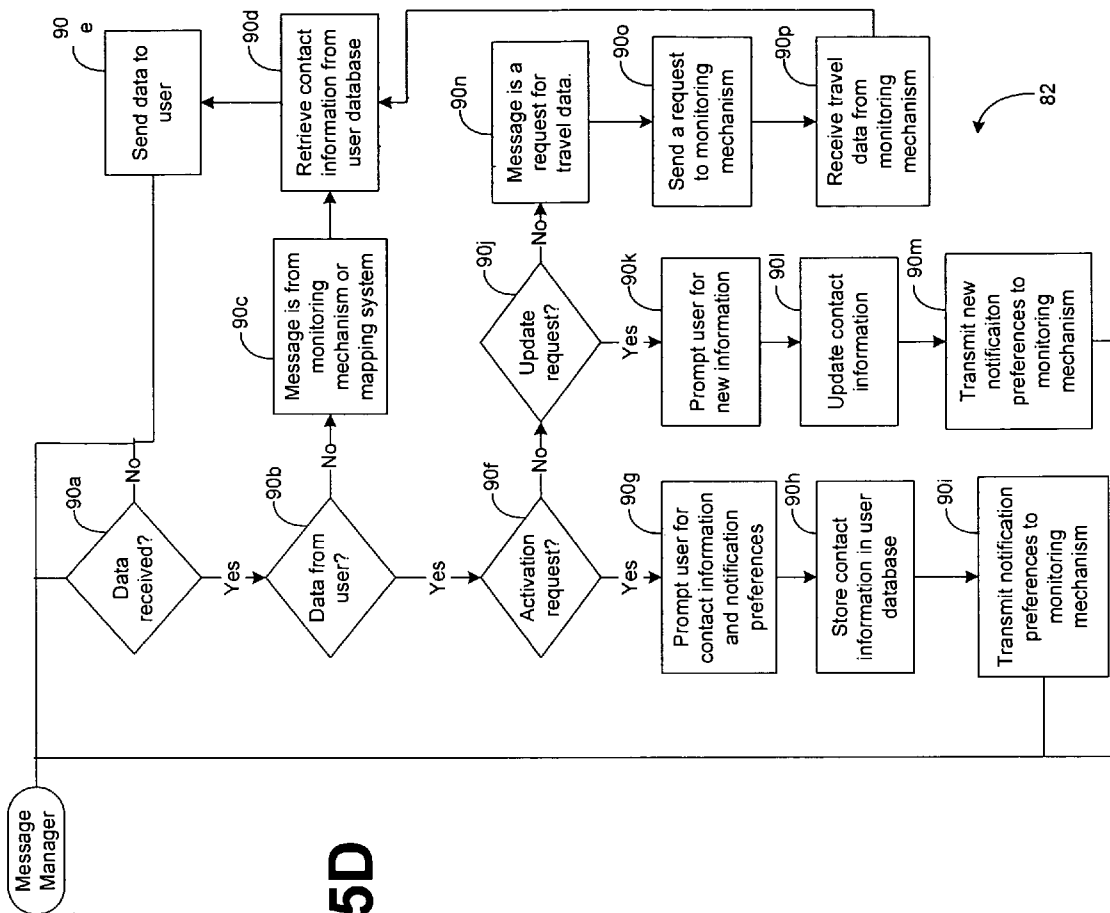 Message
Manager
5D
90a
Data
received?
No
Yes
90
e
Send data to
user
90b
Data from
user?
No
Yes
90c
Message is from
monitoring
mechanism or
mapping system
90d
Retrieve contact
information from
user database
90f
Activation
request?
No
Yes
90j
Update
request?
No
Yes
90n
Message is a
request for
travel data.
90g
Prompt user for
contact information
and notification
preferences
90k
Prompt user for
new information
90o
Send a request
to monitoring
mechanism
90h
Store contact
information in user
database
90l
Update contact
information
90p
Receive travel
data from
monitoring
mechanism
90i
Transmit notification
preferences to
monitoring
mechanism
90m
Transmit new
notificaiton
preferences to
monitoring
mechanism
82